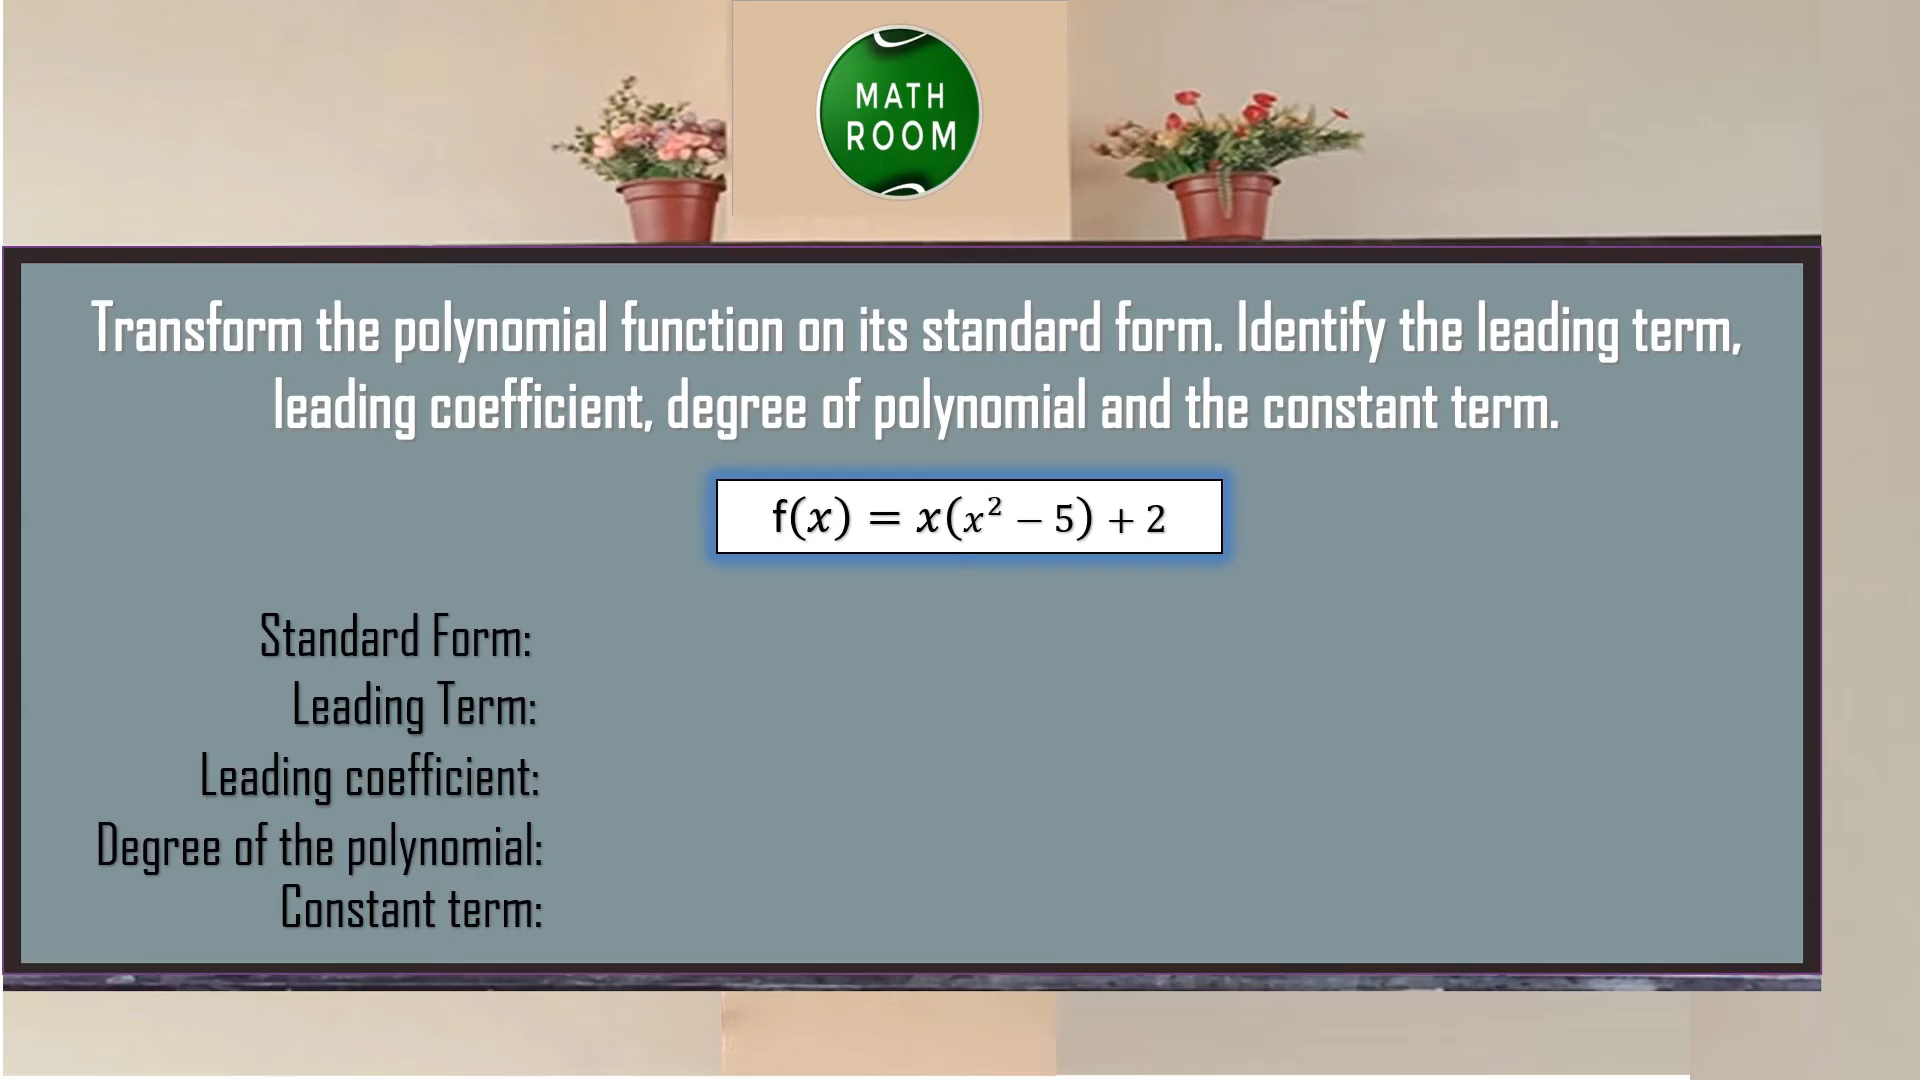 MATH
ROOM
Transform the polynomial function on its standard form. Identify the leading term,
leading coefficient, degree of polynomial and the constant term.
f(x) = x(x² − 5) + 2
Standard Form:
Leading Term:
Leading coefficient:
Degree of the polynomial:
Constant term: